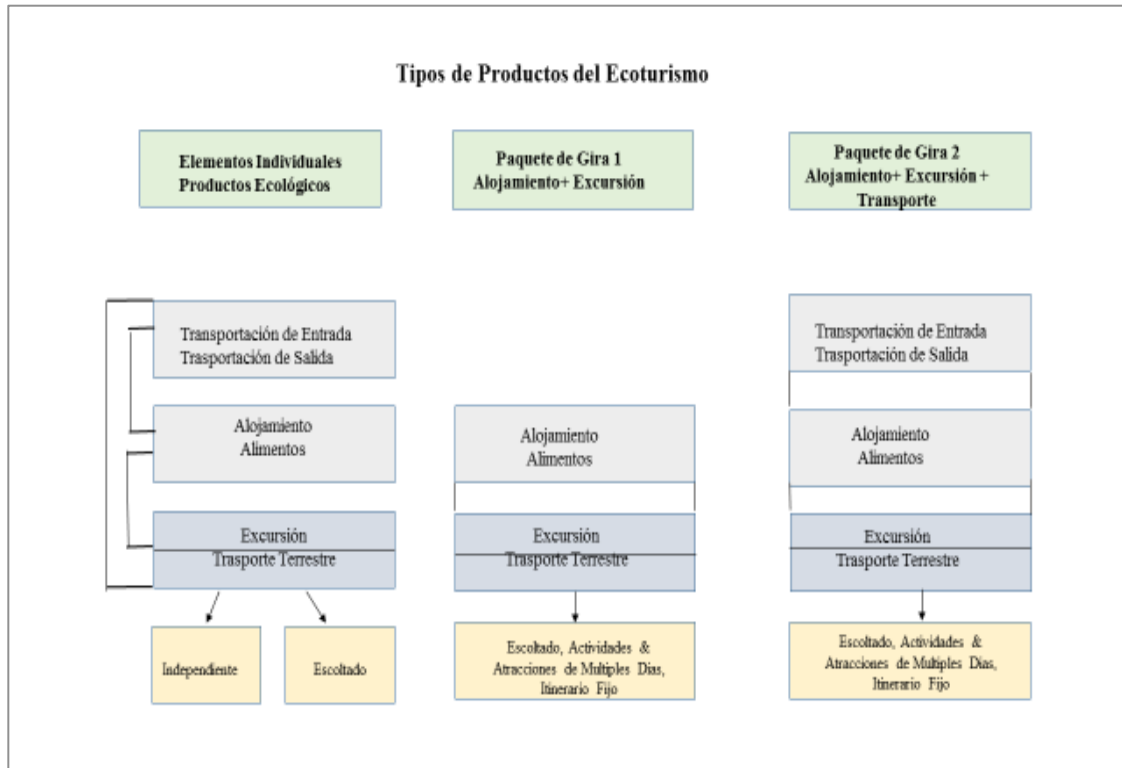 Tipos de Productos del Ecoturismo
Elementos Individuales
Productos Ecológicos
Paquete de Gira 1
Alojamiento+ Excursión
Paquete de Gira 2
Alojamiento+ Excursión +
Transporte
Transportación de Entrada
Trasportación de Salida
Alojamiento
Alimentos
Excursión
Trasporte Terrestre
Independiente
Escoltado
Alojamiento
Alimentos
Excursión
Trasporte Terrestre
Escoltado, Actividades &
Atracciones de Multiples Dias,
Itinerario Fijo
Transportación de Entrada
Trasportación de Salida
Alojamiento
Alimentos
Excursión
Trasporte Terrestre
Escoltado, Actividades &
Atracciones de Multiples Dias,
Itinerario Fijo